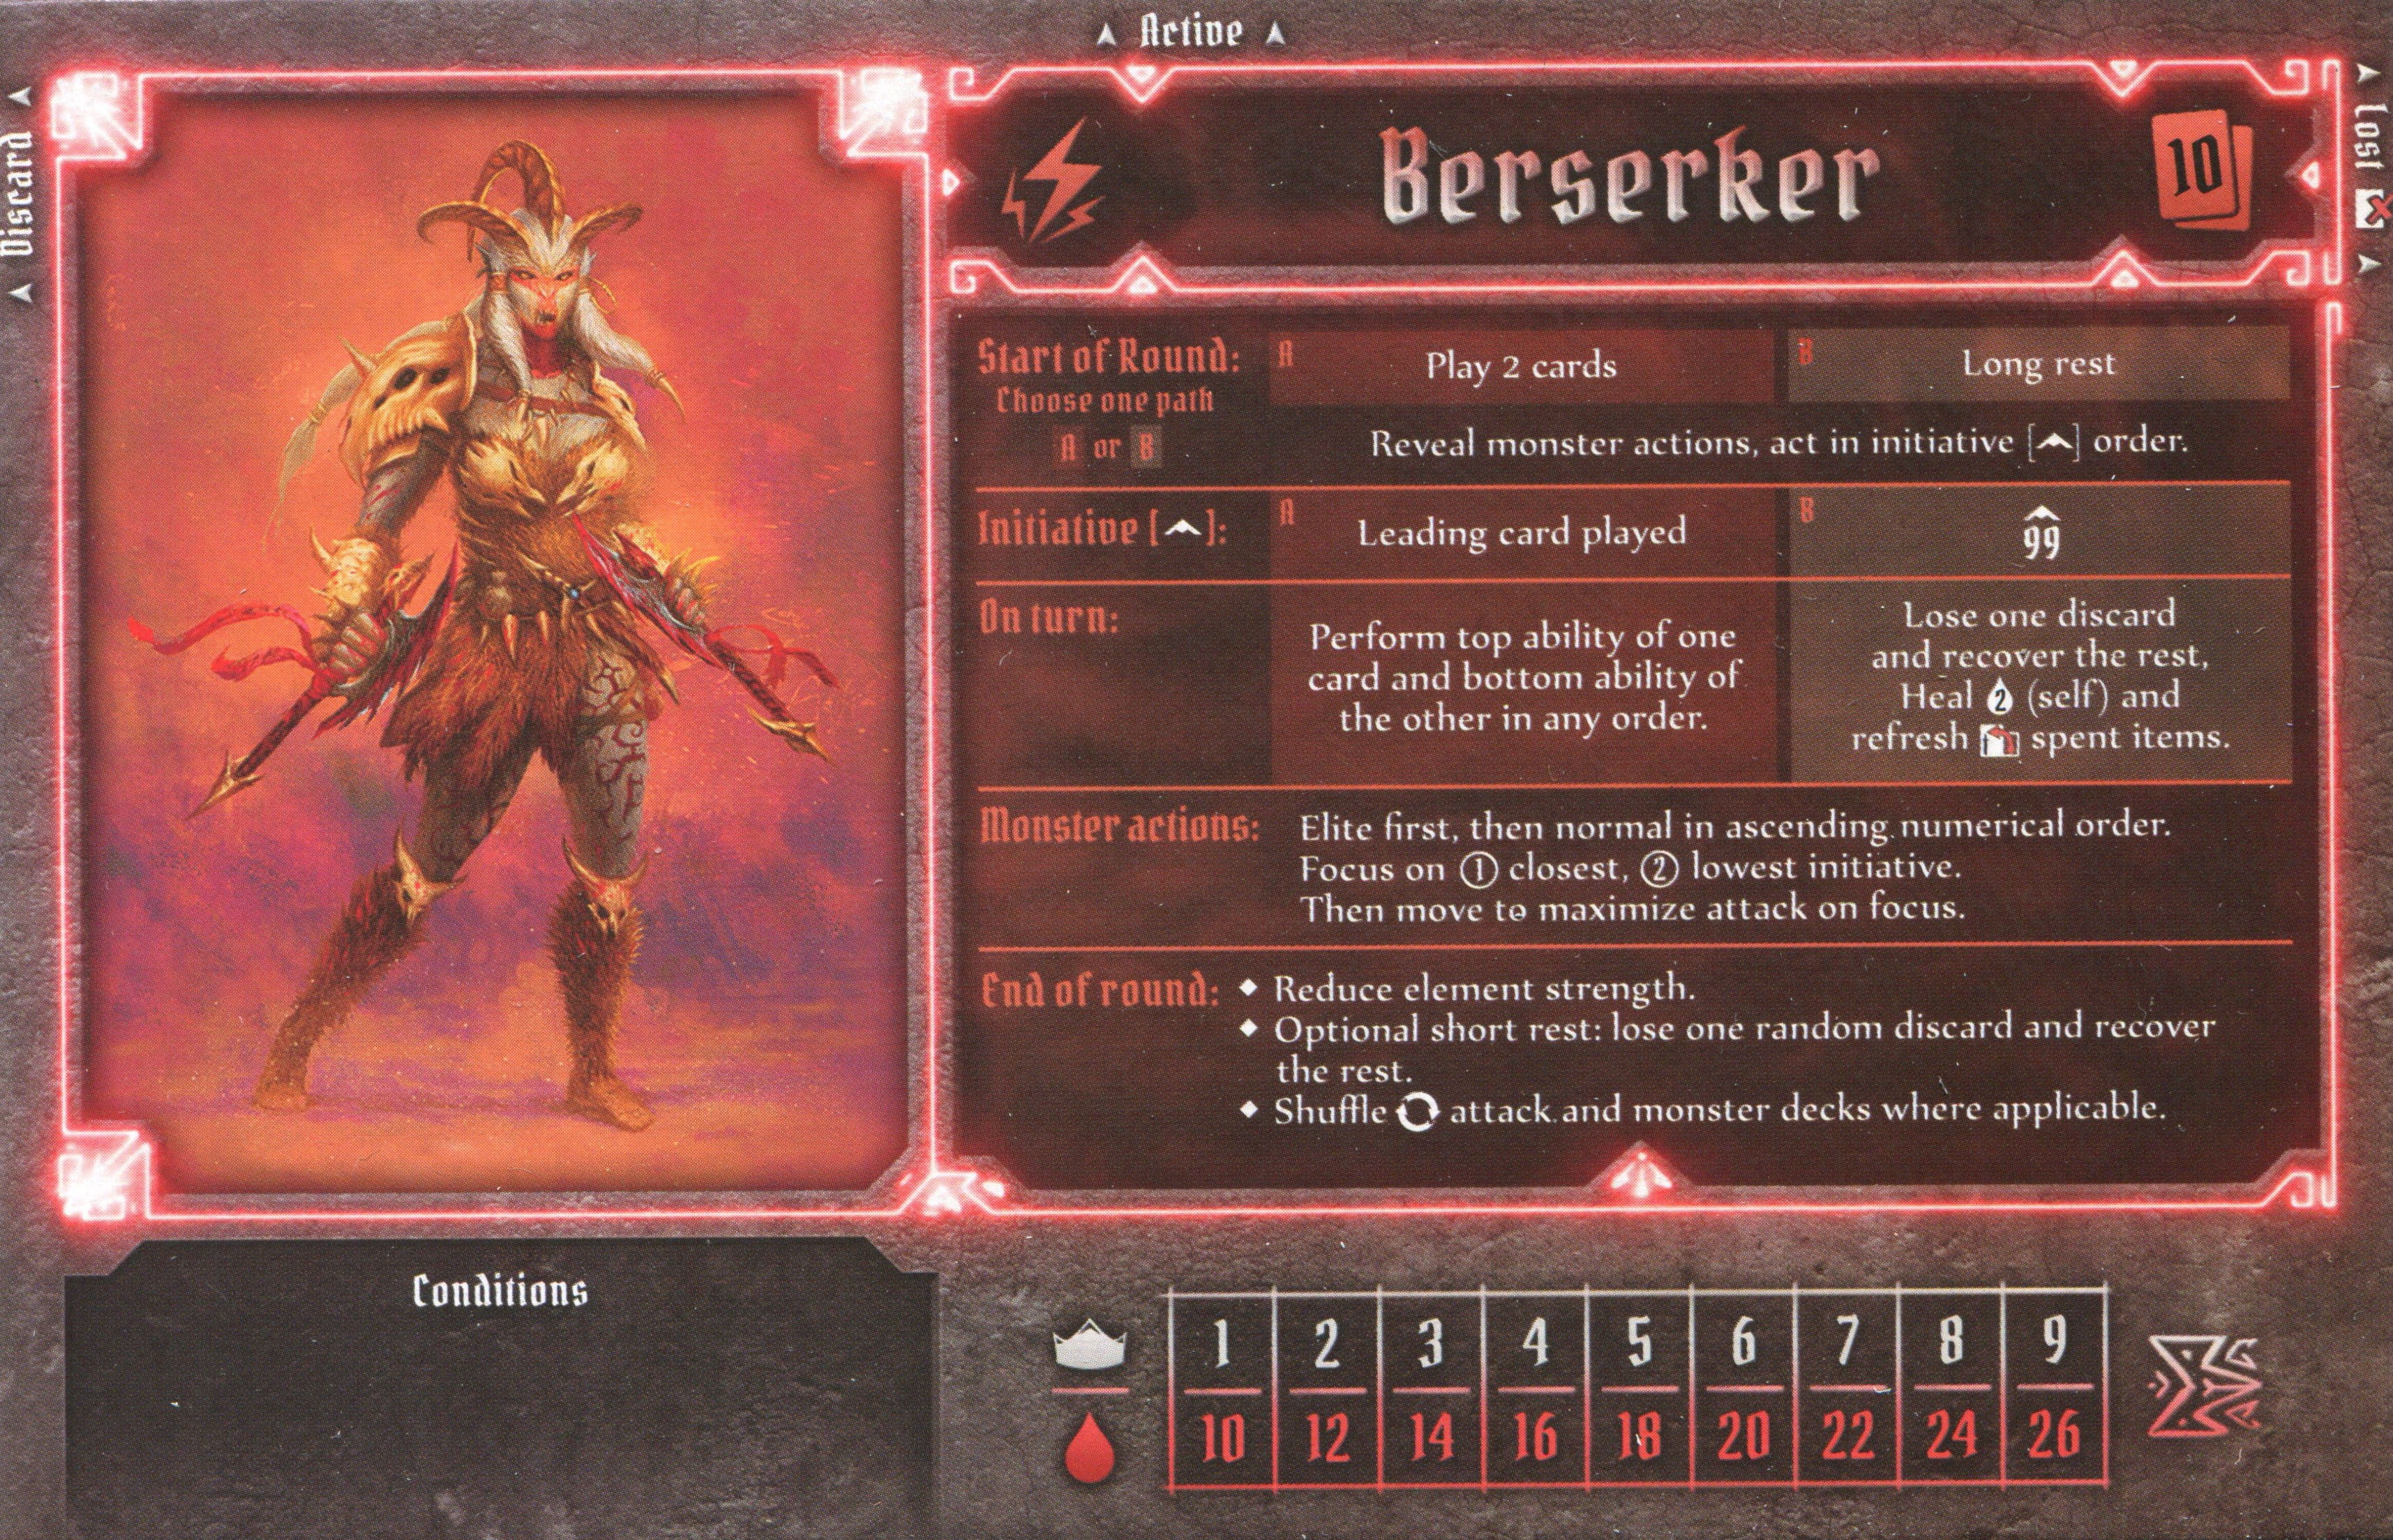 Active
Discard
Lost
Berserker
10
Start of Round:
Choose one path
A or B
A
Play 2 cards
B
Long rest
Reveal monster actions, act in initiative [ ] order.
Initiative [ ]:
A
Leading card played
B
99
On turn:
Perform top ability of one
card and bottom ability of
the other in any order.
Lose one discard
and recover the rest,
Heal 2 (self) and
refresh spent items.
Monster actions:
Elite first, then normal in ascending numerical order.
Focus on ① closest, ② lowest initiative.
Then move to maximize attack on focus.
End of round:
◆ Reduce element strength.
◆ Optional short rest: lose one random discard and recover
the rest.
◆ Shuffle attack and monster decks where applicable.
Conditions
1 2 3 4 5 6 7 8 9
10 12 14 16 18 20 22 24 26